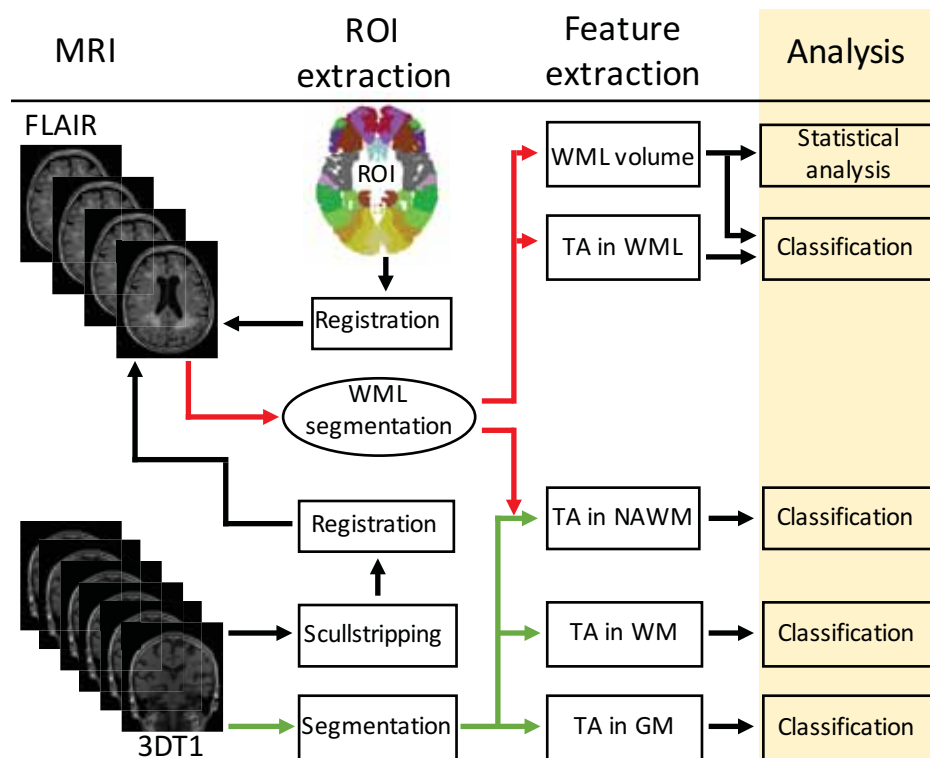 MRI
ROI
extraction
Feature
extraction
Analysis
FLAIR
ROI
WML volume
Statistical
analysis
TA in WML
Classification
Registration
WML
segmentation
Registration
TA in NAWM
Classification
Scullstripping
TA in WM
Classification
Segmentation
TA in GM
Classification
3DT1